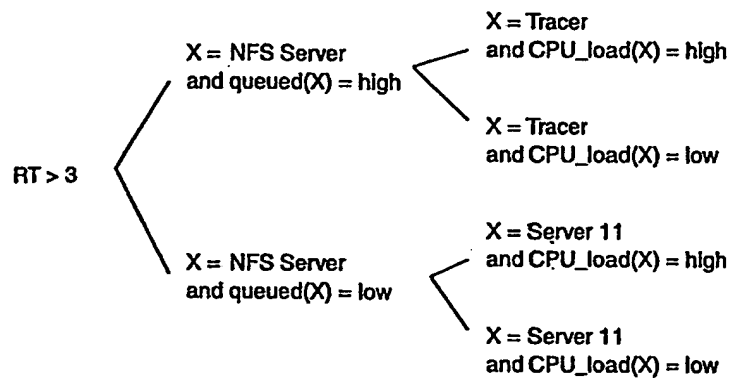 RT > 3
X = NFS Server
and queued(X) = high
X = Tracer
and CPU_load(X) = high
X = Tracer
and CPU_load(X) = low
X = NFS Server
and queued(X) = low
X = Server 11
and CPU_load(X) = high
X = Server 11
and CPU_load(X) = low